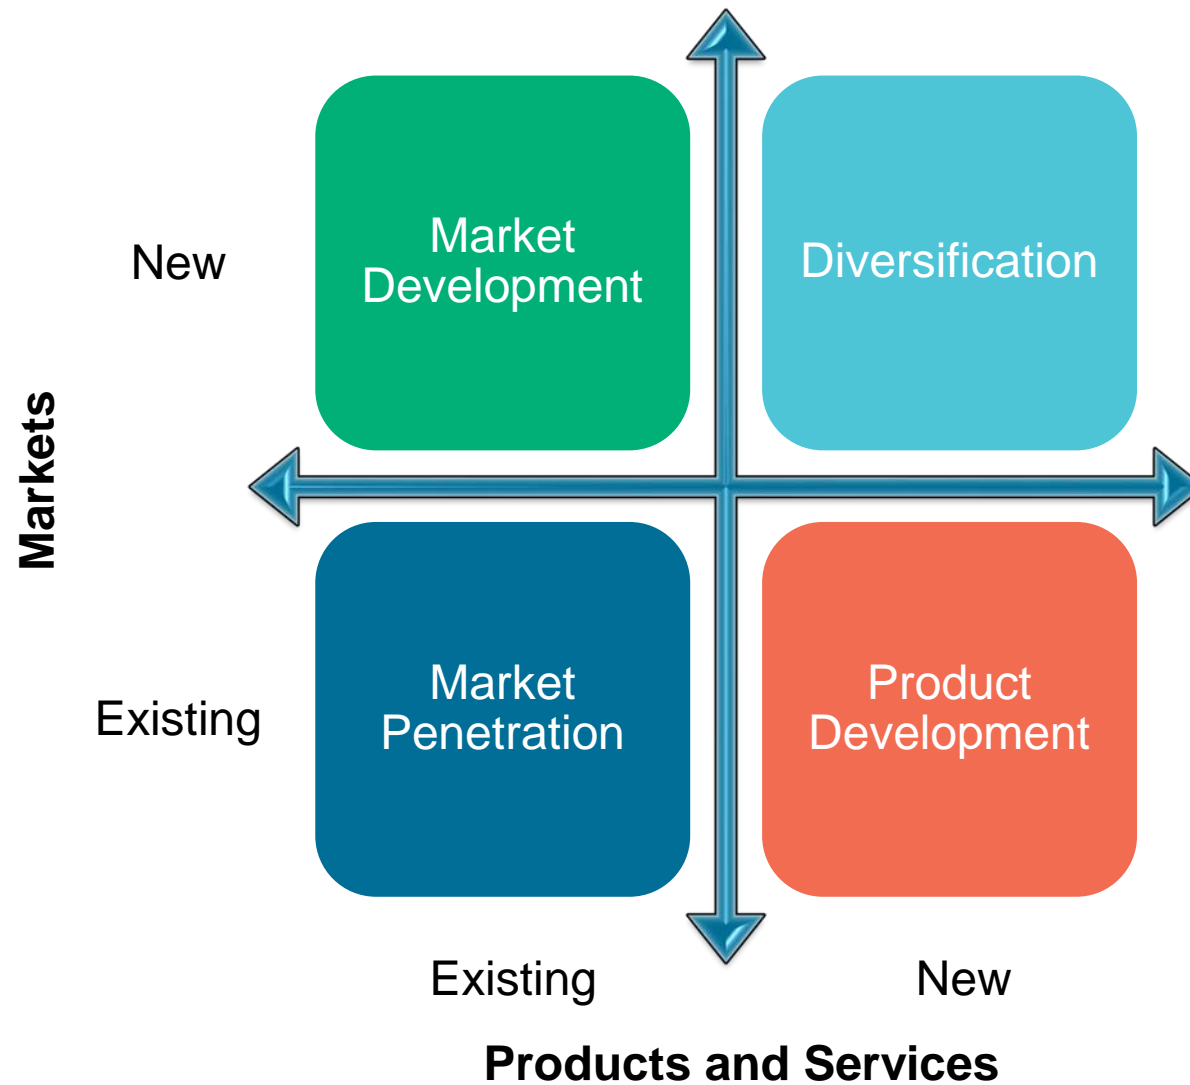 Market
Development
Diversification
New
Markets
Market
Penetration
Product
Development
Existing
Existing
New
Products and Services